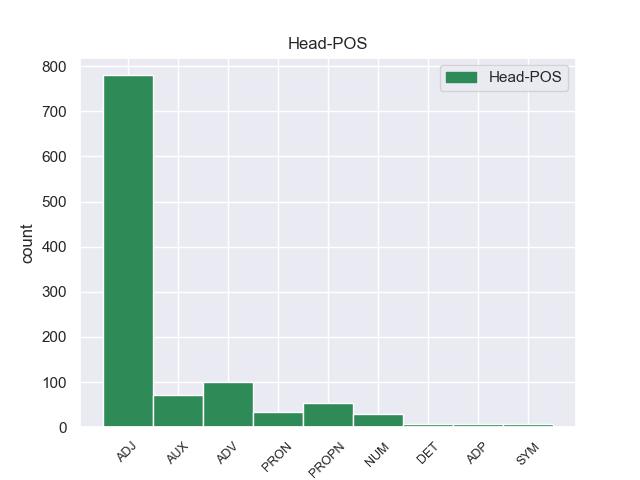 Head-POS
Head-POS
count
800
700
600
500
400
300
200
100
0
ADJ
AUX
ADV
PRON
PROPN
NUM
DET
ADP
SYM